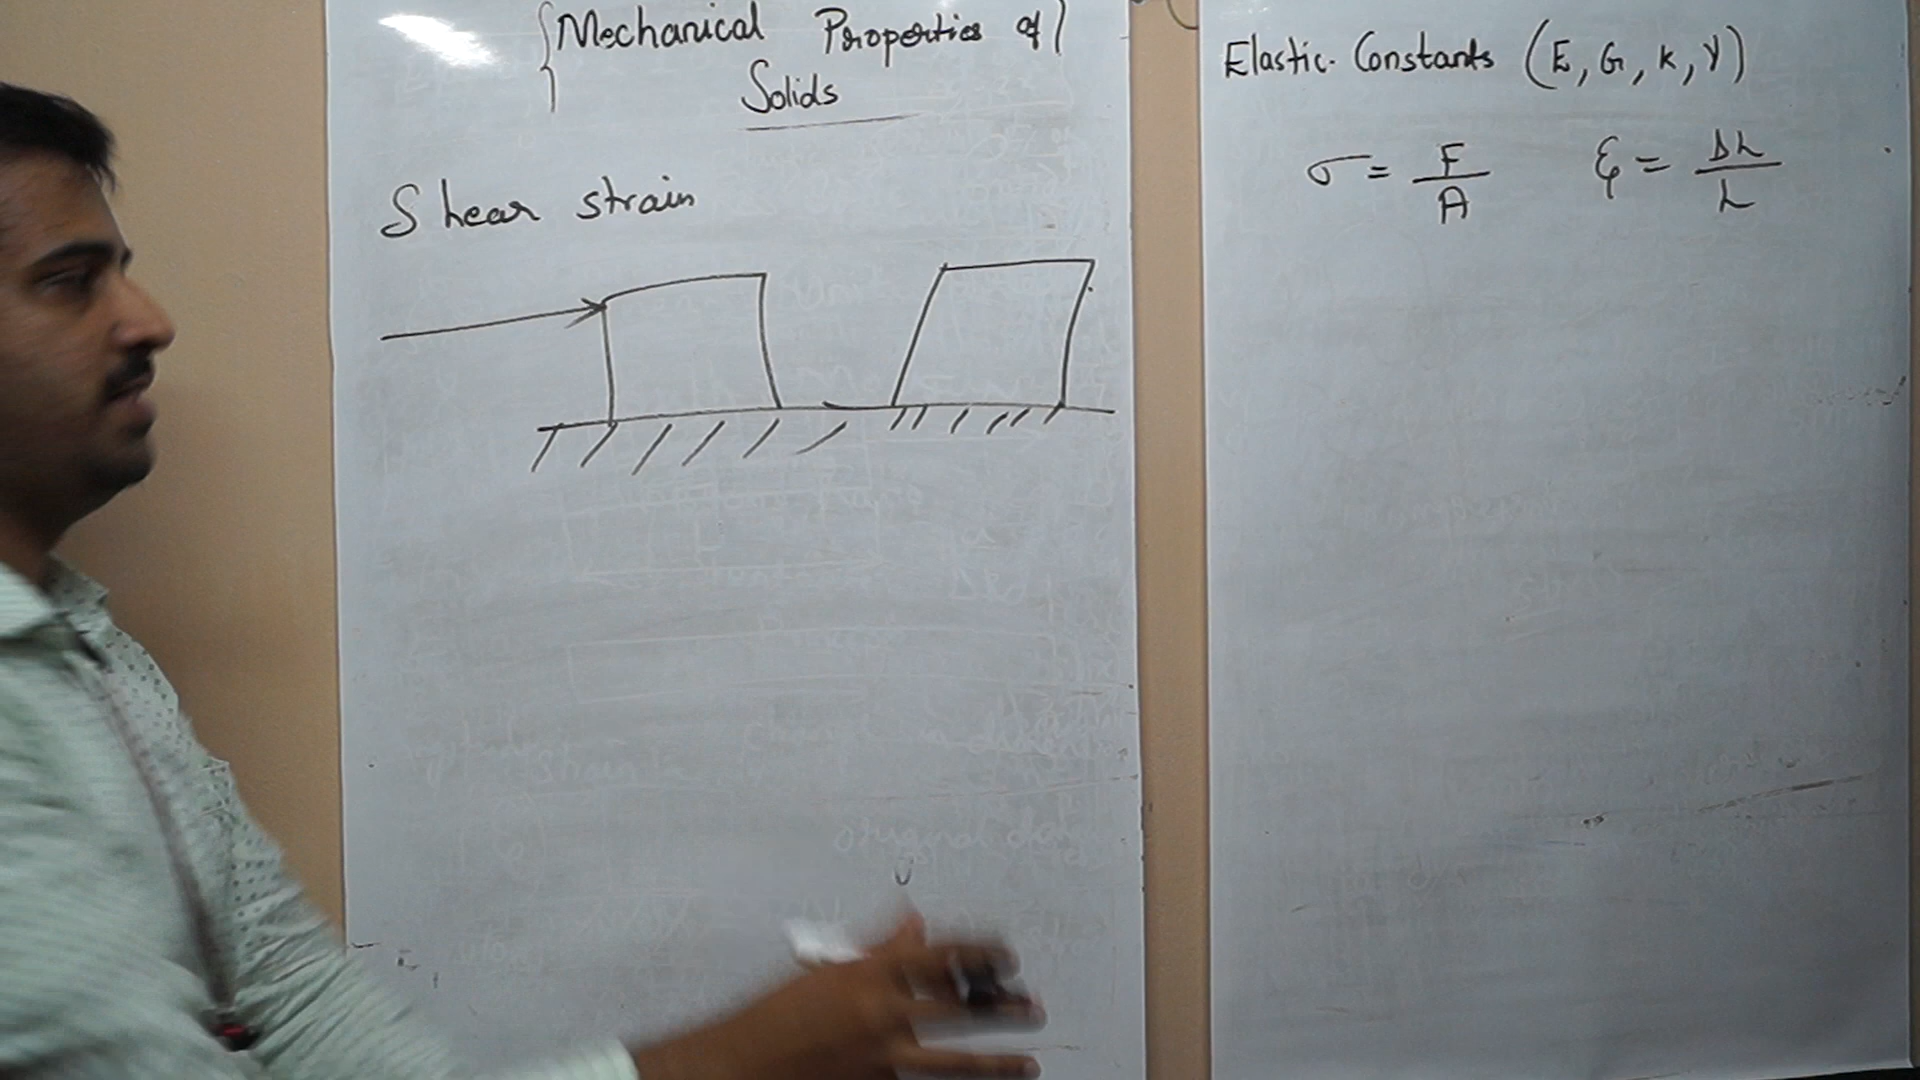 Mechanical Properties of
Solids
Shear strain
Elastic Constants (E, G, K, γ)
σ = F/A ε = ΔL/L